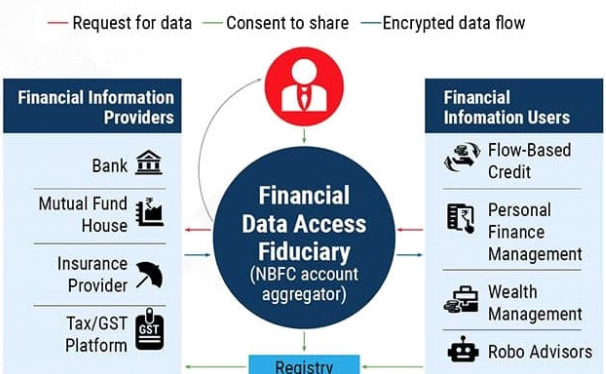 Request for data
Consent to share
Encrypted data flow
Financial Information
Providers
Bank
Mutual Fund
House
Insurance
Provider
Tax/GST
Platform
GST
Financial
Data Access
Fiduciary
(NBFC account
aggregator)
Registry
Financial
Infomation Users
Flow-Based
Credit
Personal
Finance
Management
Wealth
Management
Robo Advisors